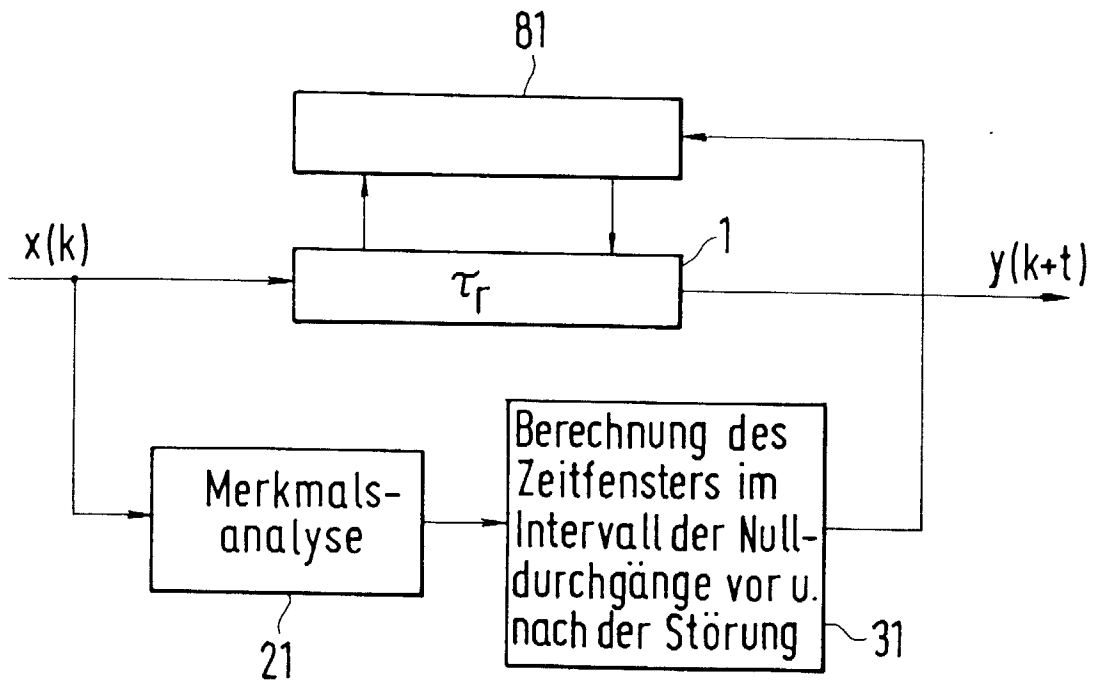 81
x(k)
1
τr
y(k+t)
Merkmals-
analyse
21
Berechnung des
Zeitfensters im
Intervall der Null-
durchgänge vor u.
nach der Störung
31